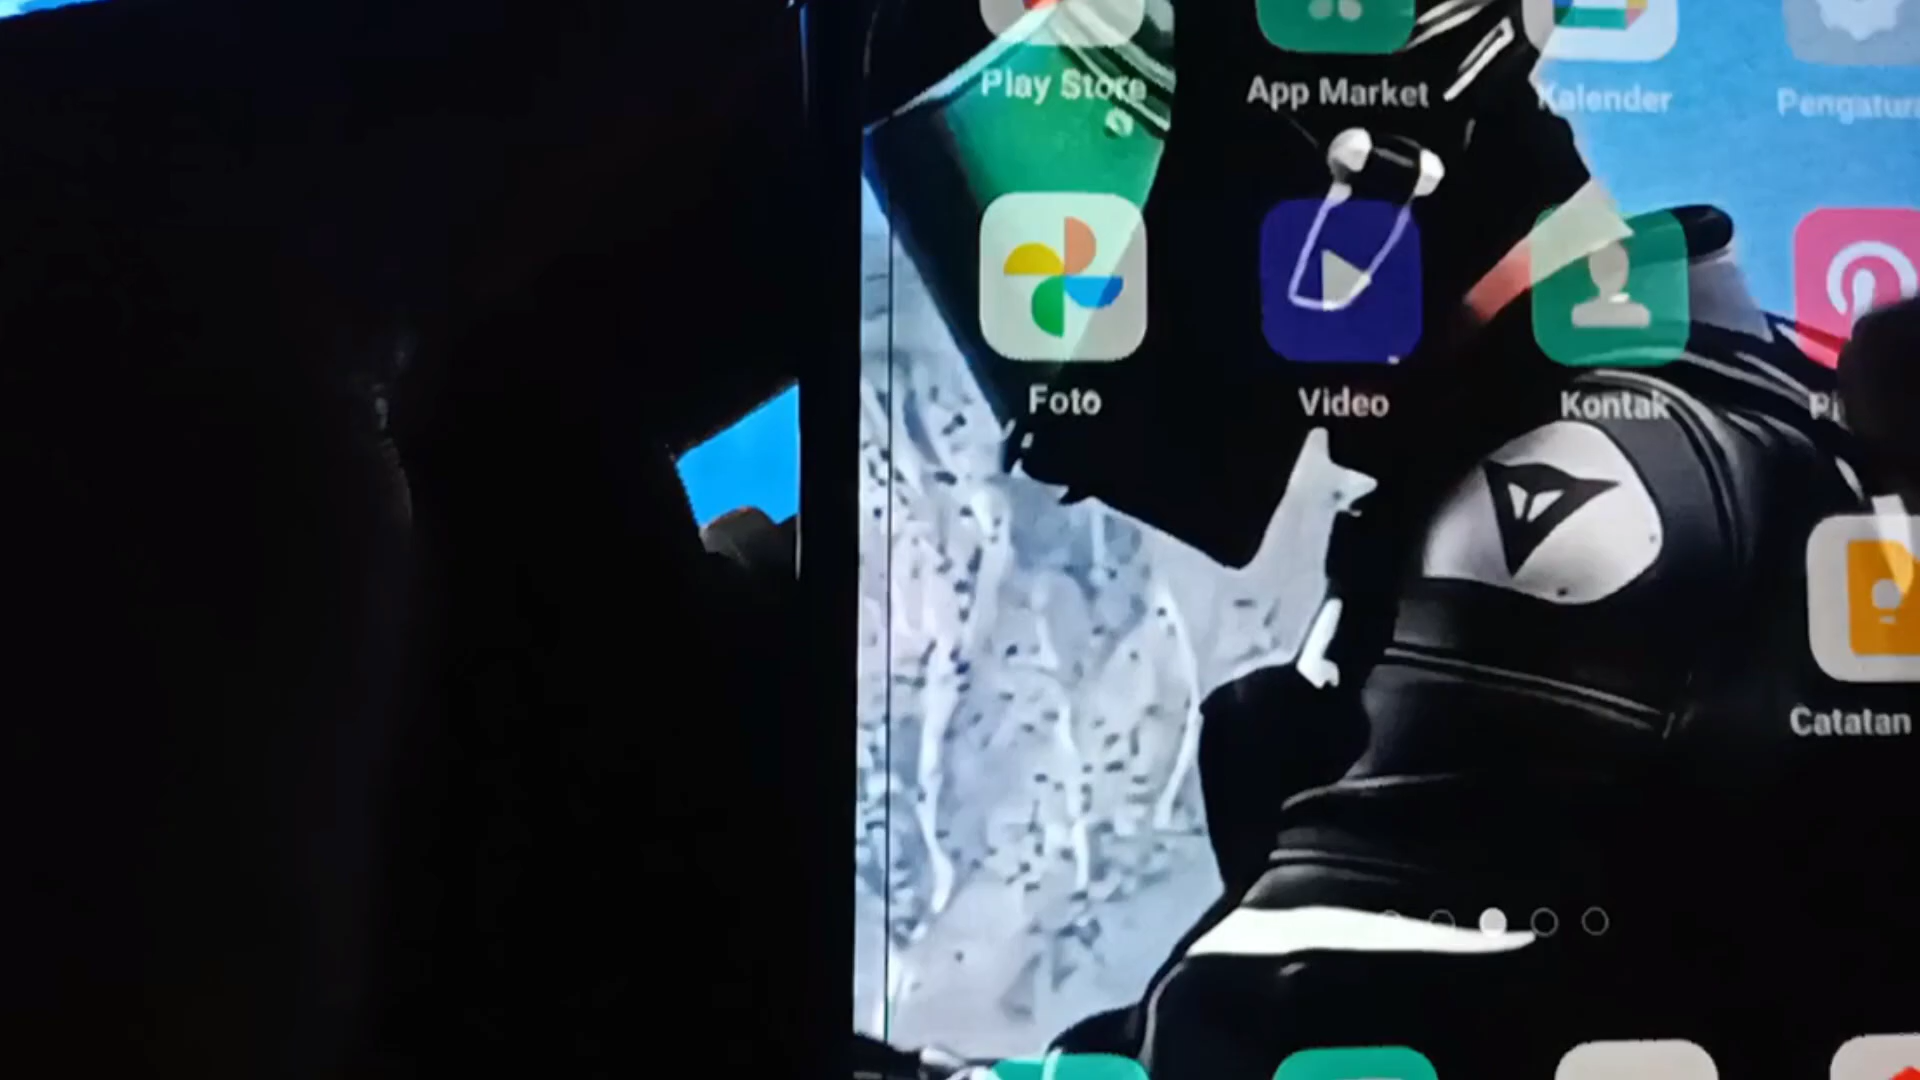 Play Store
App Market
Kalender
Foto
Video
Kontak
Catatan